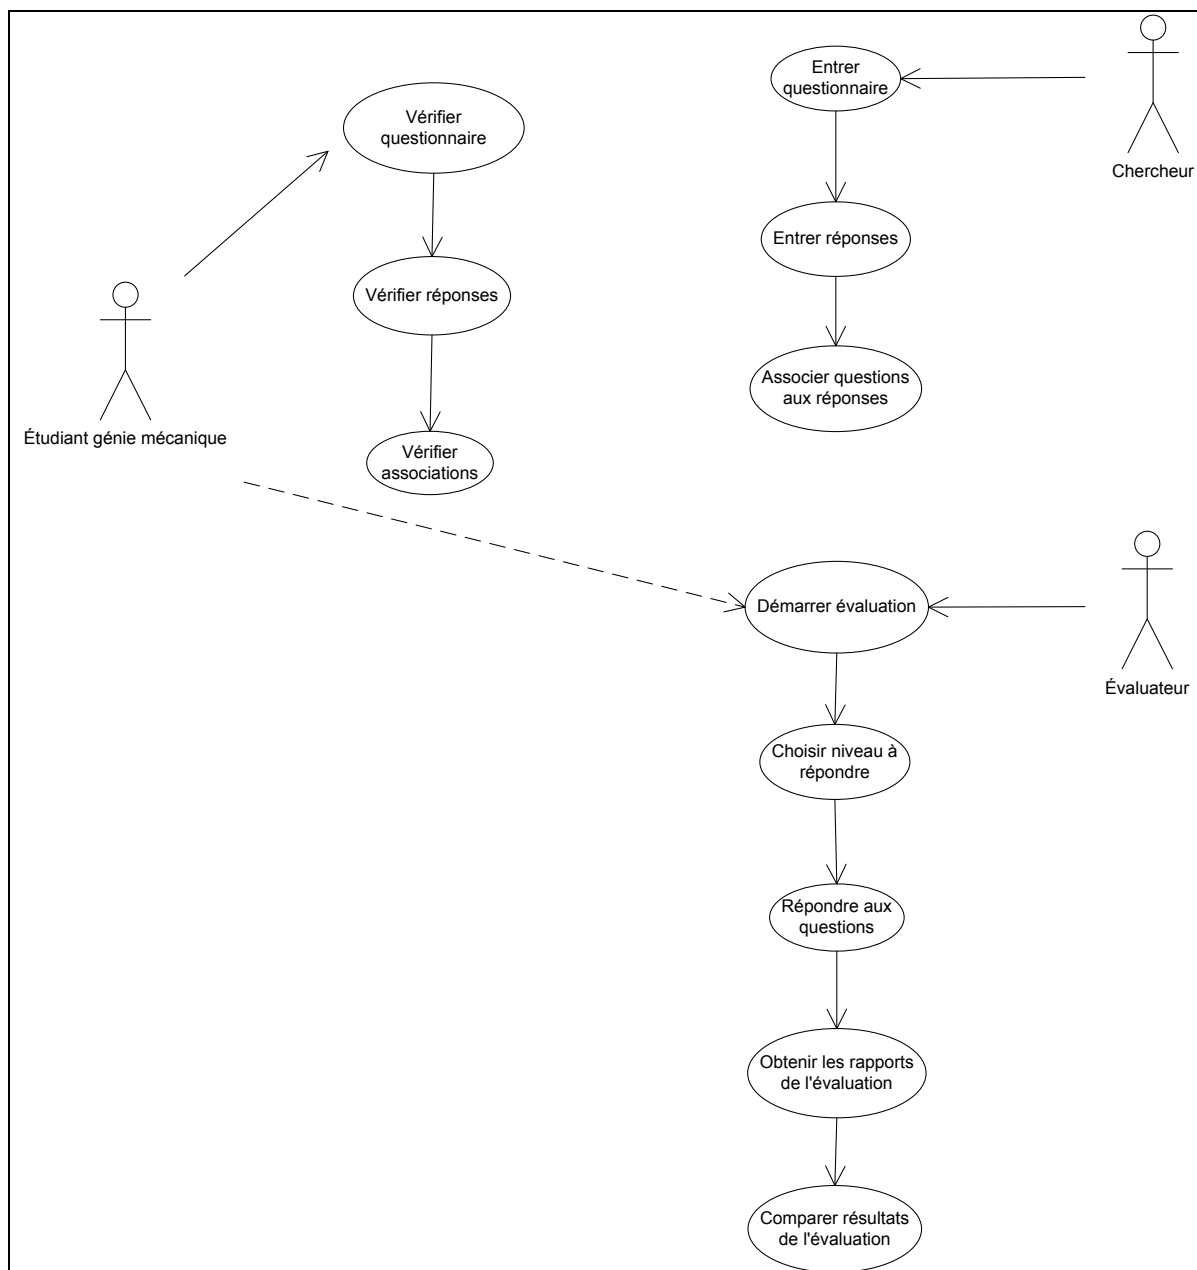 Entrer
questionnaire
Chercheur
Vérifier
questionnaire
Entrer réponses
Vérifier réponses
Associer questions
aux réponses
Étudiant génie mécanique
Vérifier
associations
Démarrer évaluation
Évaluateur
Choisir niveau à
répondre
Répondre aux
questions
Obtenir les rapports
de l'évaluation
Comparer résultats
de l'évaluation